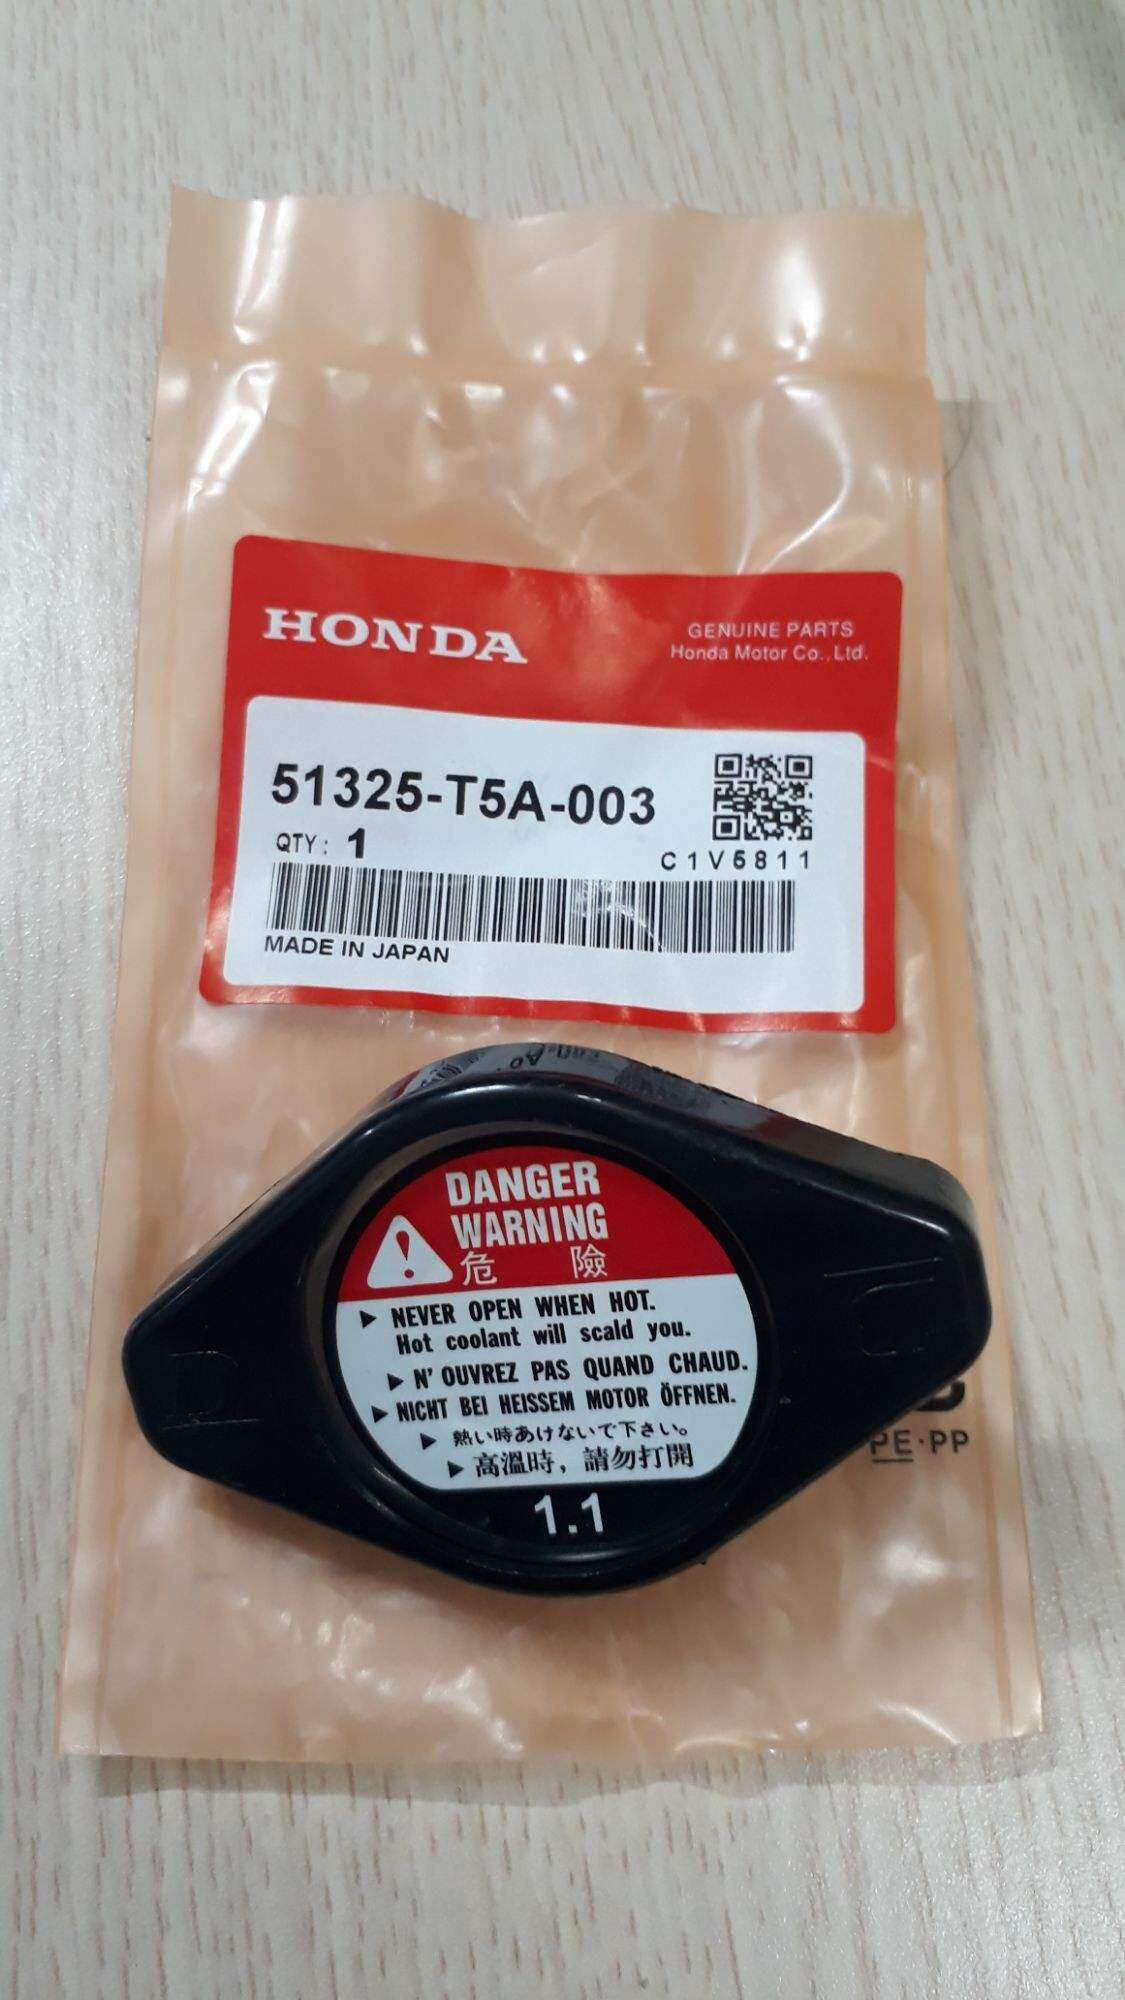 HONDA
GENUINE PARTS
Honda Motor Co.,Ltd.
51325-T5A-003
QTY: 1
C1V5811
MADE IN JAPAN
DANGER
WARNING
危 險
▶ NEVER OPEN WHEN HOT.
Hot coolant will scald you.
▶ N' OUVREZ PAS QUAND CHAUD.
▶ NICHT BEI HEISSEM MOTOR ÖFFNEN.
▶ 熱い時あけないで下さい。
▶ 高溫時，請勿打開
1.1
PE·PP